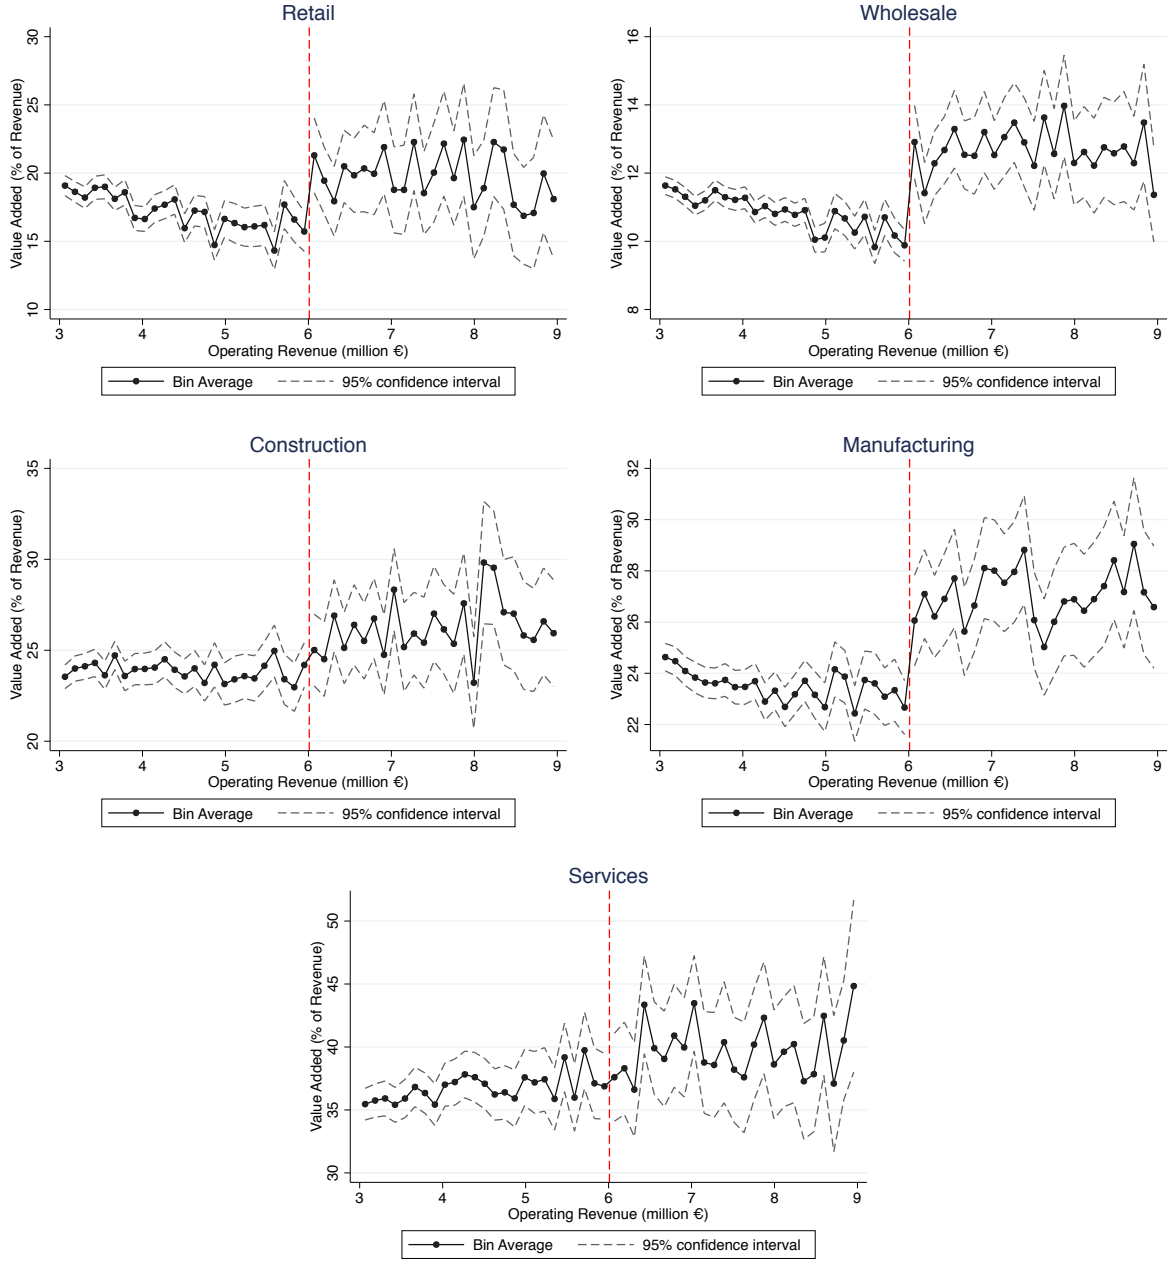 Retail
Value Added (% of Revenue)
30
25
20
15
10
3 4 5 6 7 8 9
Operating Revenue (million €)
Bin Average 95% confidence interval
Wholesale
Value Added (% of Revenue)
16
14
12
10
8
3 4 5 6 7 8 9
Operating Revenue (million €)
Bin Average 95% confidence interval
Construction
Value Added (% of Revenue)
35
30
25
20
3 4 5 6 7 8 9
Operating Revenue (million €)
Bin Average 95% confidence interval
Manufacturing
Value Added (% of Revenue)
32
30
28
26
24
22
3 4 5 6 7 8 9
Operating Revenue (million €)
Bin Average 95% confidence interval
Services
Value Added (% of Revenue)
50
45
40
35
30
3 4 5 6 7 8 9
Operating Revenue (million €)
Bin Average 95% confidence interval